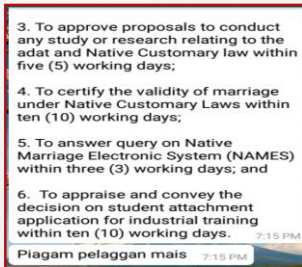 3. To approve proposals to conduct
any study or research relating to the
adat and Native Customary law within
five (5) working days;
4. To certify the validity of marriage
under Native Customary Laws within
ten (10) working days;
5. To answer query on Native
Marriage Electronic System (NAMES)
within three (3) working days; and
6. To appraise and convey the
decision on student attachment
application for industrial training
within ten (10) working days. 7:15 PM
Piagam pelaggan mais 7:15 PM